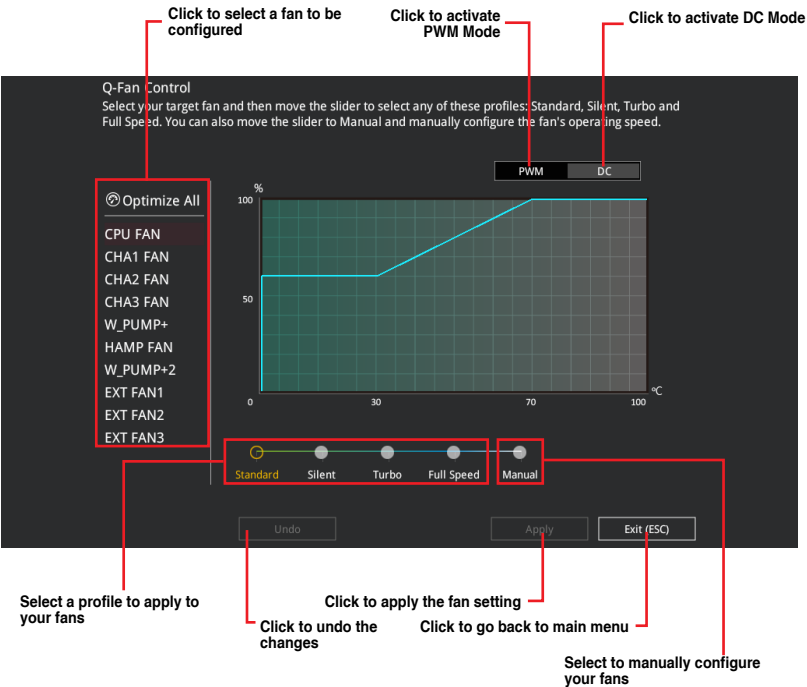 Click to select a fan to be
configured
Click to activate
PWM Mode
Click to activate DC Mode
Q-Fan Control
Select your target fan and then move the slider to select any of these profiles: Standard, Silent, Turbo and
Full Speed. You can also move the slider to Manual and manually configure the fan's operating speed.
PWM
DC
Optimize All
CPU FAN
CHA1 FAN
CHA2 FAN
CHA3 FAN
W_PUMP+
HAMP FAN
W_PUMP+2
EXT FAN1
EXT FAN2
EXT FAN3
%
100
50
0
30
70
100
ºC
Standard
Silent
Turbo
Full Speed
Manual
Undo
Apply
Exit (ESC)
Select a profile to apply to
your fans
Click to undo the
changes
Click to apply the fan setting
Click to go back to main menu
Select to manually configure
your fans